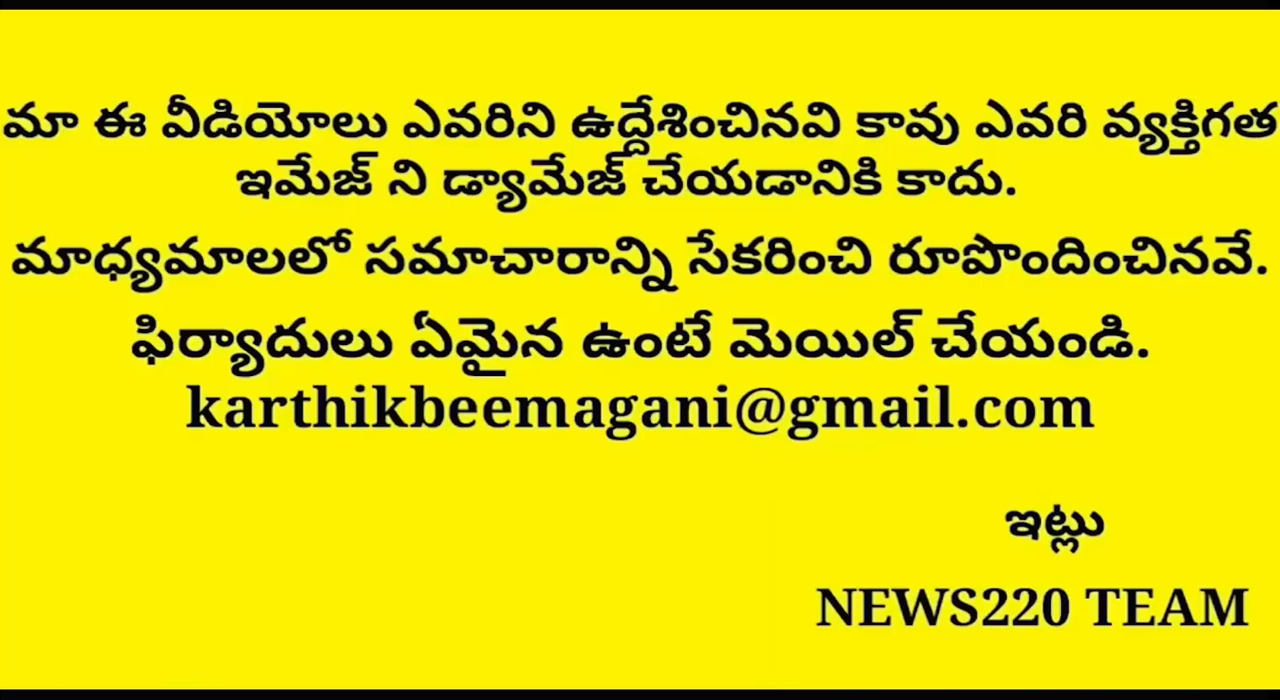 మా ఈ వీడియోలు ఎవరిని ఉద్దేశించినవి కావు ఎవరి వ్యక్తిగత
ఇమేజ్ ని డ్యామేజ్ చేయడానికి కాదు.
మాధ్యమాలలో సమాచారాన్ని సేకరించి రూపొందించినవే.
ఫిర్యాదులు ఏమైన ఉంటే మెయిల్ చేయండి.
karthikbeemagani@gmail.com
ఇట్లు
NEWS220 TEAM